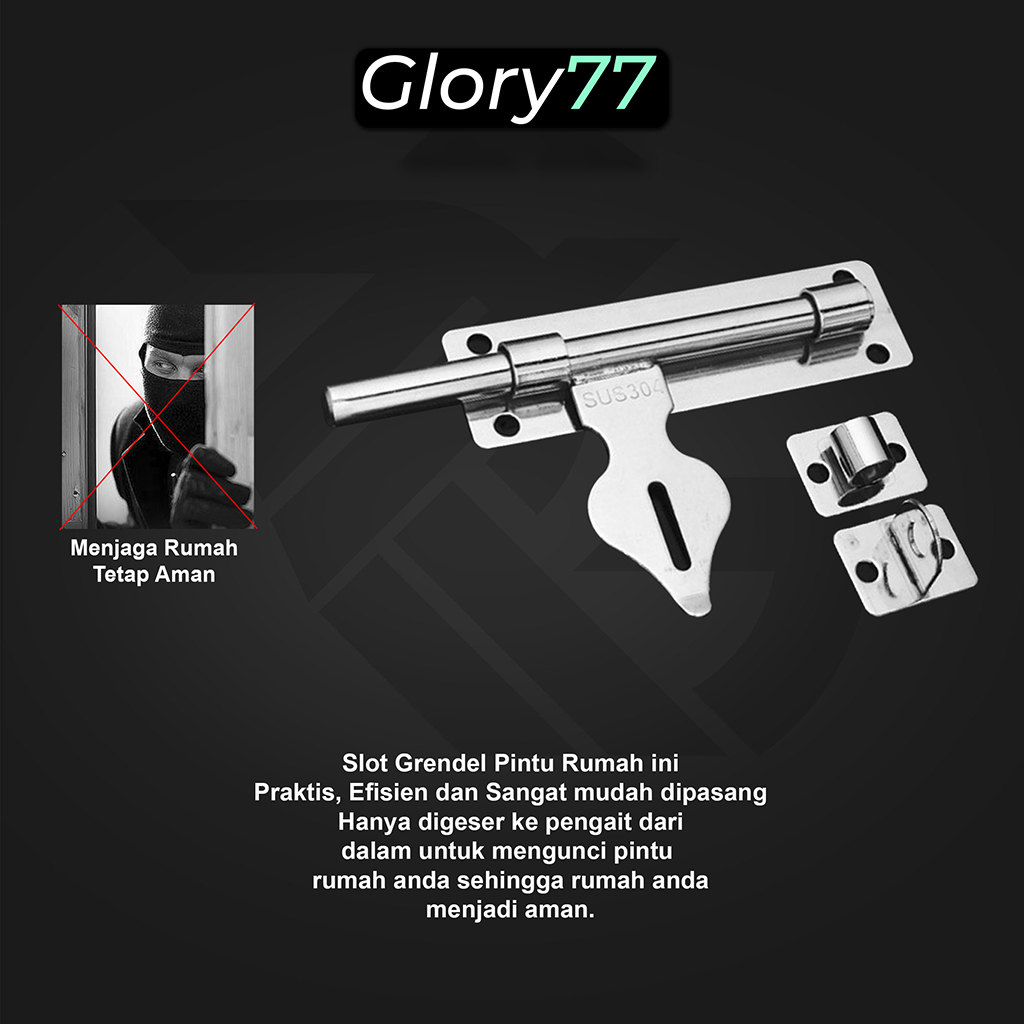 Glory77
SUS304
Menjaga Rumah
Tetap Aman
Slot Grendel Pintu Rumah ini
Praktis, Efisien dan Sangat mudah dipasang
Hanya digeser ke pengait dari
dalam untuk mengunci pintu
rumah anda sehingga rumah anda
menjadi aman.